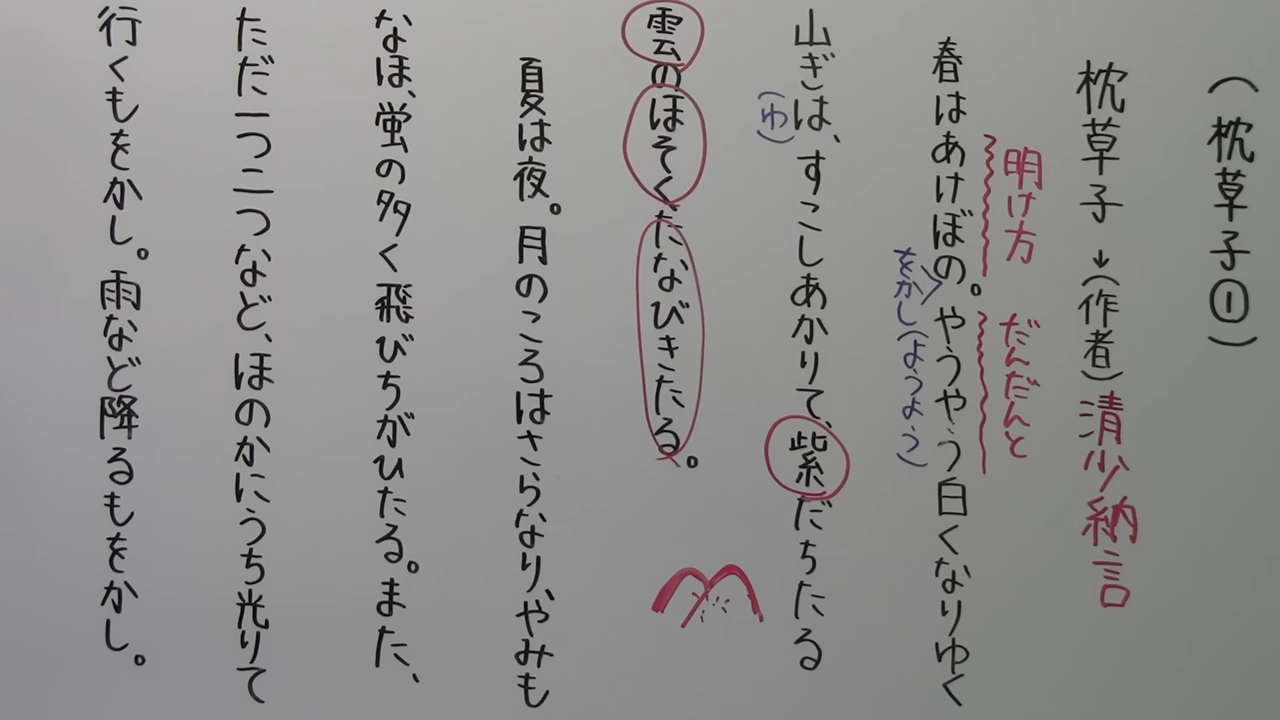 (枕草子①)
枕草子→(作者)清少納言
明け方 だんだんと
春はあけぼの。やうやう白くなりゆく
をかし(ようよう)
山ぎは、すこしあかりて、紫だちたる
(わ)
雲のほそくたなびきたる。
夏は夜。月のころはさらなり、やみも
なほ、蛍の多く飛びちがひたる。また、
ただ一つ二つなど、ほのかにうち光りて
行くもをかし。雨など降るもをかし。